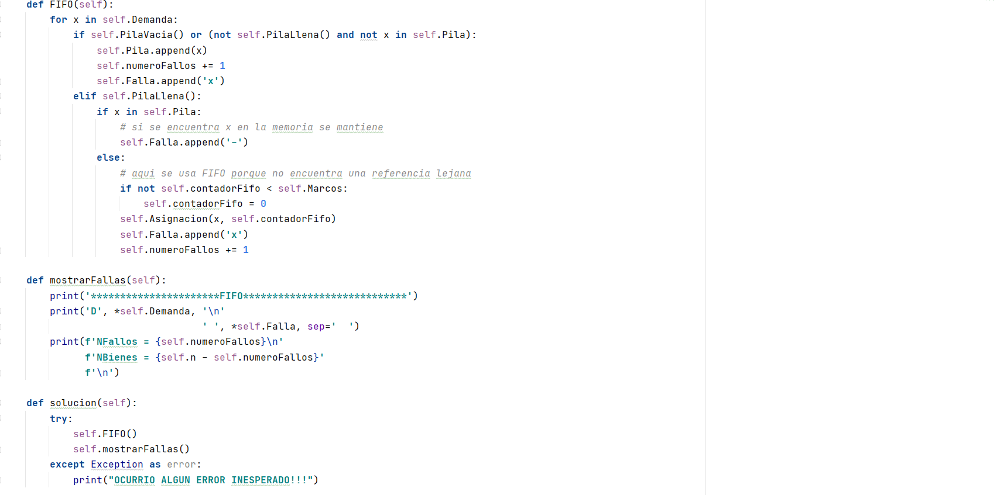 def FIFO(self):
    for x in self.Demanda:
        if self.PilaVacia() or (not self.PilaLlena() and not x in self.Pila):
            self.Pila.append(x)
            self.numeroFallos += 1
            self.Falla.append('x')
        elif self.PilaLlena():
            if x in self.Pila:
                # si se encuentra x en la memoria se mantiene
                self.Falla.append('-')
            else:
                # aqui se usa FIFO porque no encuentra una referencia lejana
                if not self.contadorFifo < self.Marcos:
                    self.contadorFifo = 0
                self.Asignacion(x, self.contadorFifo)
                self.Falla.append('x')
                self.numeroFallos += 1

def mostrarFallas(self):
    print('**********************FIFO****************************')
    print('D', *self.Demanda, '\n'
                              ' ', *self.Falla, sep='  ')
    print(f'NFallos = {self.numeroFallos}\n'
          f'NBienes = {self.n - self.numeroFallos}'
          f'\n')

def solucion(self):
    try:
        self.FIFO()
        self.mostrarFallas()
    except Exception as error:
        print("OCURRIO ALGUN ERROR INESPERADO!!!")